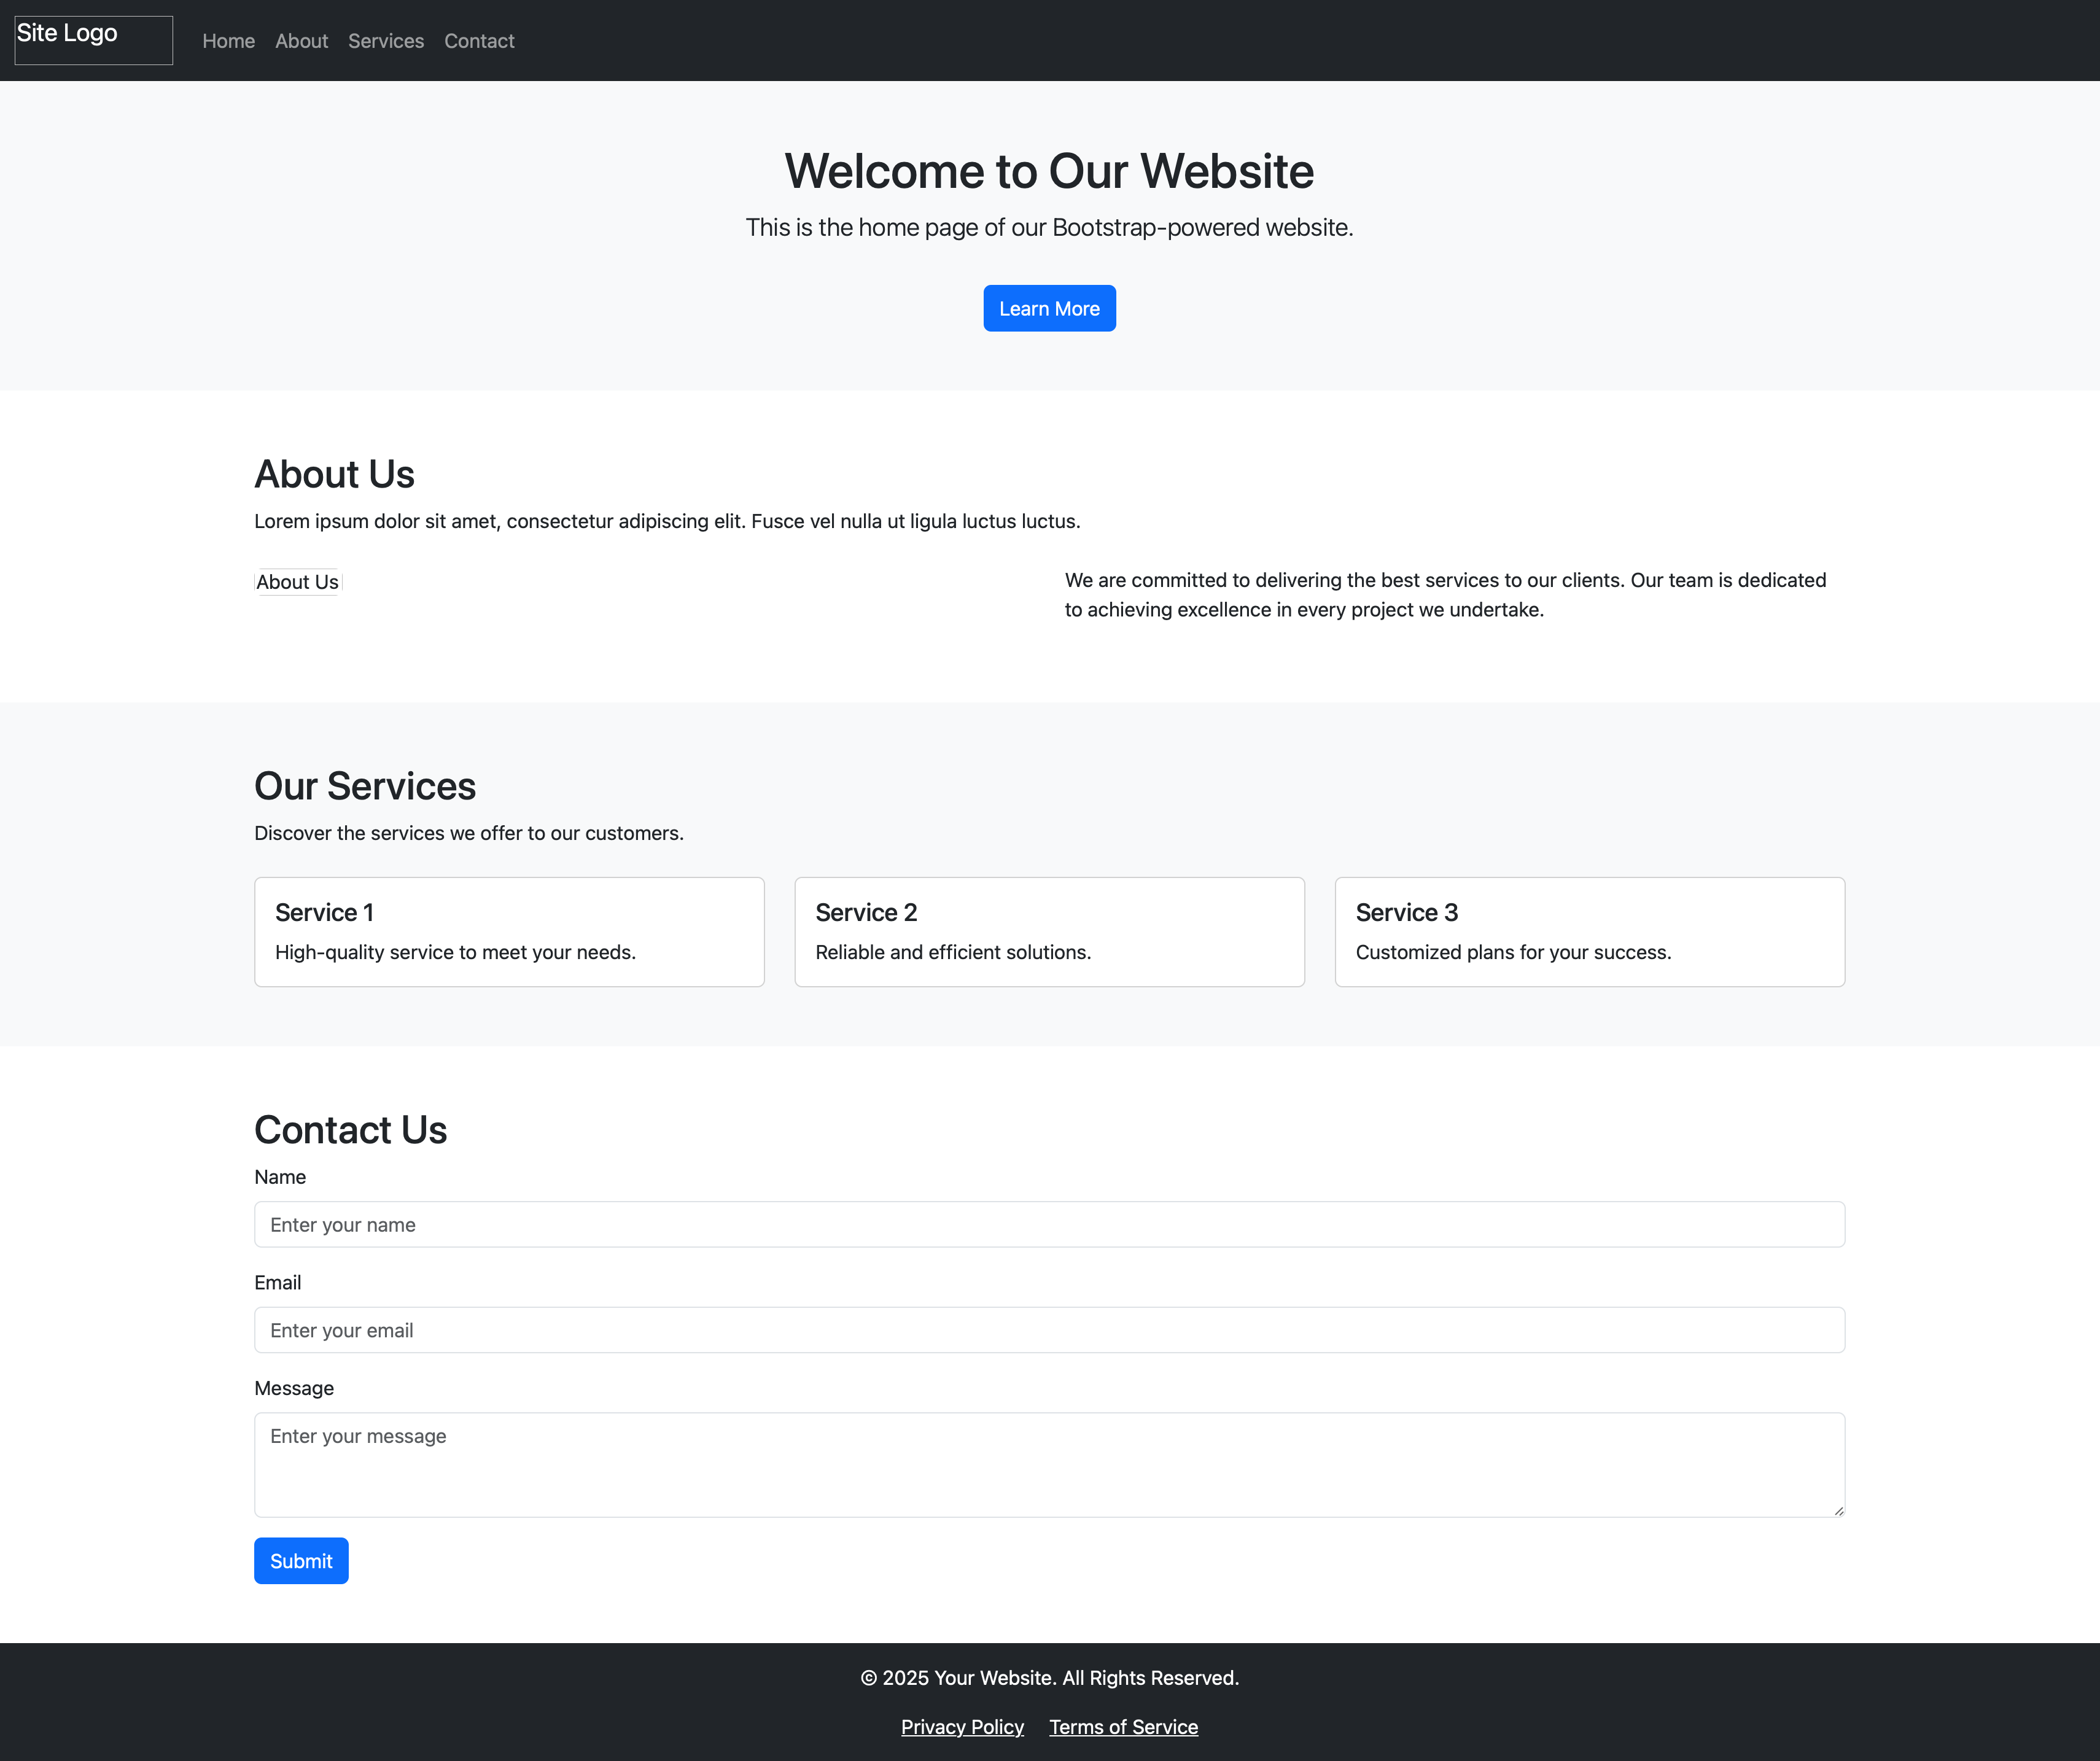 Site Logo
Home About Services Contact
Welcome to Our Website
This is the home page of our Bootstrap-powered website.
Learn More
About Us
Lorem ipsum dolor sit amet, consectetur adipiscing elit. Fusce vel nulla ut ligula luctus luctus.
About Us
We are committed to delivering the best services to our clients. Our team is dedicated
to achieving excellence in every project we undertake.
Our Services
Discover the services we offer to our customers.
Service 1
High-quality service to meet your needs.
Service 2
Reliable and efficient solutions.
Service 3
Customized plans for your success.
Contact Us
Name
Enter your name
Email
Enter your email
Message
Enter your message
Submit
© 2025 Your Website. All Rights Reserved.
Privacy Policy Terms of Service